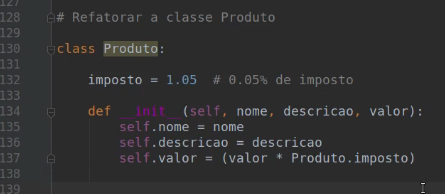 127
128 # Refatorar a classe Produto
129
130 class Produto:
131
132 imposto = 1.05 # 0.05% de imposto
133
134 def __init__(self, nome, descricao, valor):
135 self.nome = nome
136 self.descricao = descricao
137 self.valor = (valor * Produto.imposto)
138
139